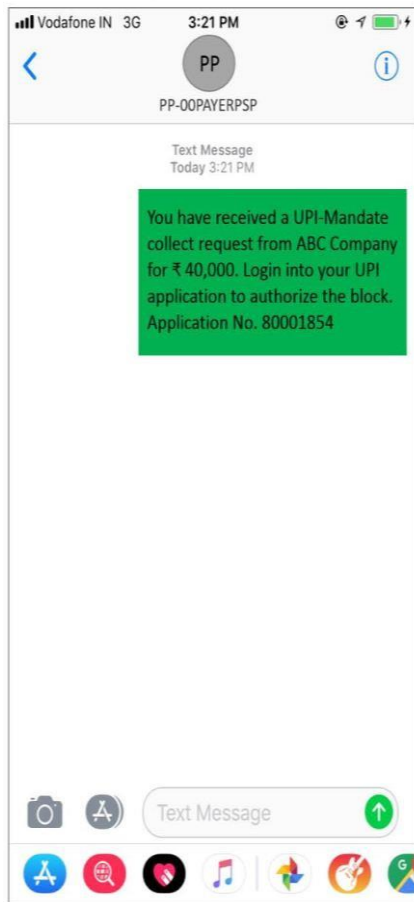 Vodafone IN 3G 3:21 PM
PP
PP-00PAYERPSP
Text Message
Today 3:21 PM
You have received a UPI-Mandate
collect request from ABC Company
for ₹ 40,000. Login into your UPI
application to authorize the block.
Application No. 80001854
Text Message
G